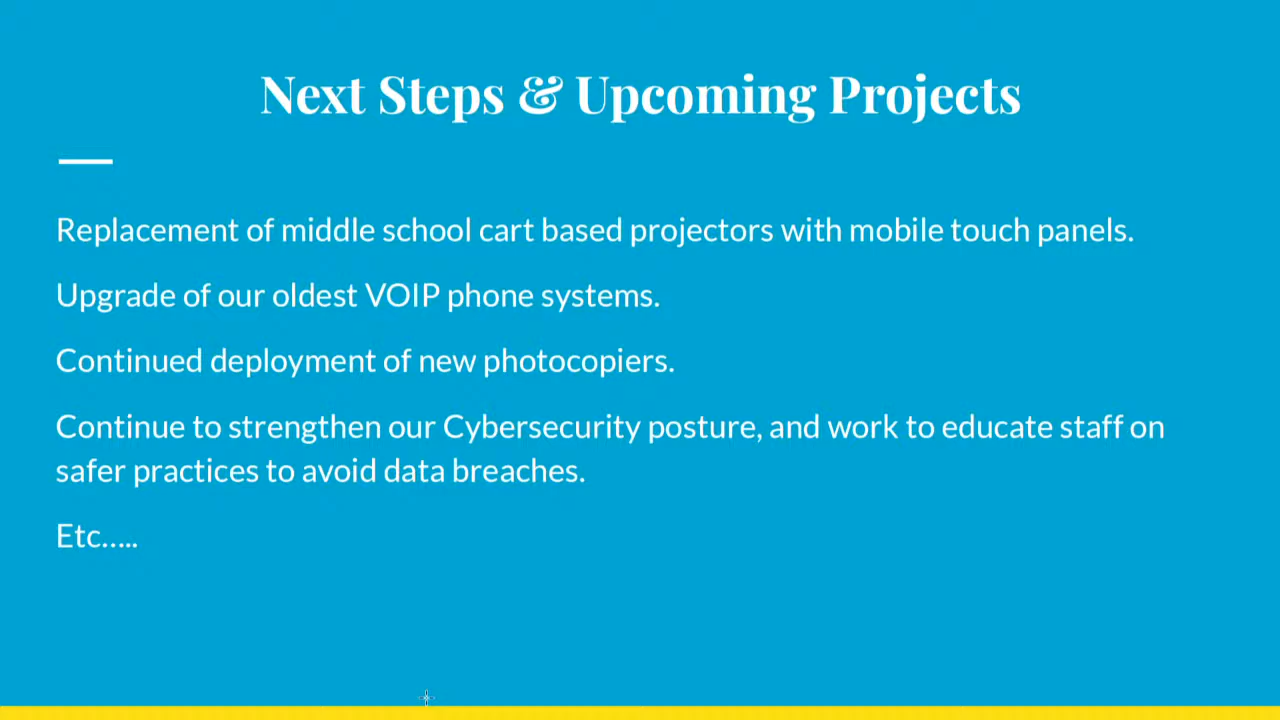 Next Steps & Upcoming Projects
Replacement of middle school cart based projectors with mobile touch panels.
Upgrade of our oldest VOIP phone systems.
Continued deployment of new photocopiers.
Continue to strengthen our Cybersecurity posture, and work to educate staff on
safer practices to avoid data breaches.
Etc.....